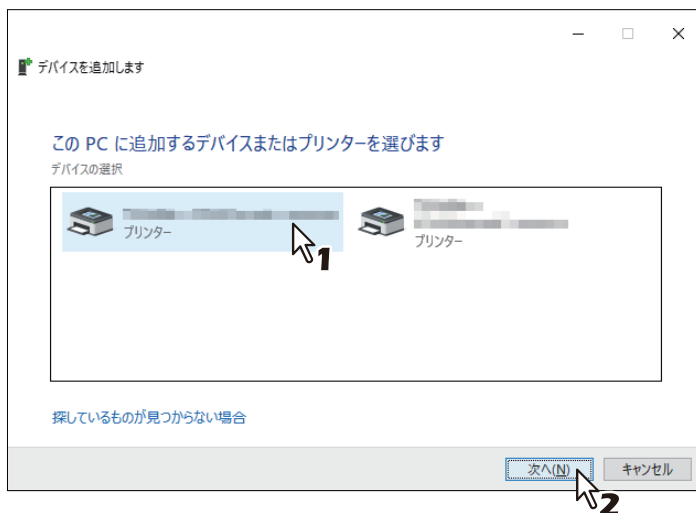 デバイスを追加します
この PC に追加するデバイスまたはプリンターを選びます
デバイスの選択
プリンター
プリンター
1
探しているものが見つからない場合
次へ(N)
キャンセル
2